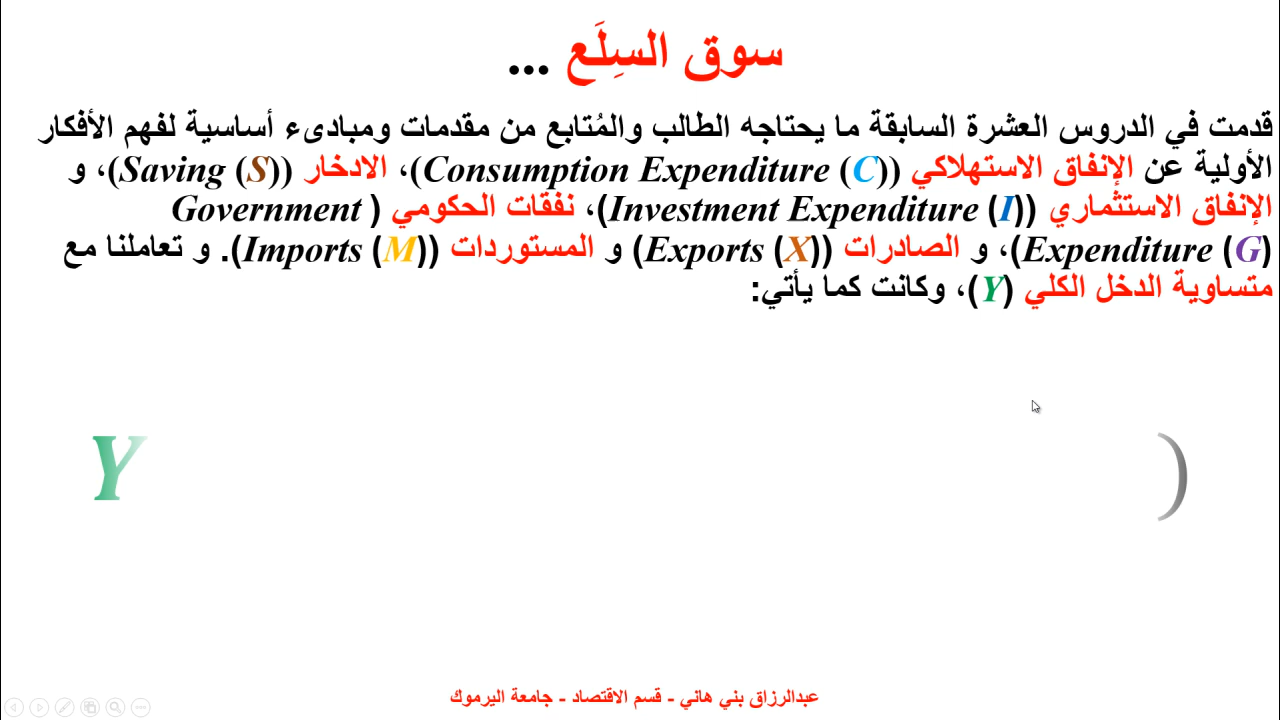 سوق السِلَع ...
قدمت في الدروس العشرة السابقة ما يحتاجه الطالب والمُتابع من مقدمات ومبادىء أساسية لفهم الأفكار
الأولية عن الإنفاق الاستهلاكي (Consumption Expenditure (C))، الادخار (Saving (S))، و
الإنفاق الاستثماري (Investment Expenditure (I))، نفقات الحكومي (Government
Expenditure (G))، و الصادرات (Exports (X)) و المستوردات (Imports (M)). و تعاملنا مع
متساوية الدخل الكلي (Y)، وكانت كما يأتي:
Y )
عبدالرزاق بني هاني - قسم الاقتصاد - جامعة اليرموك